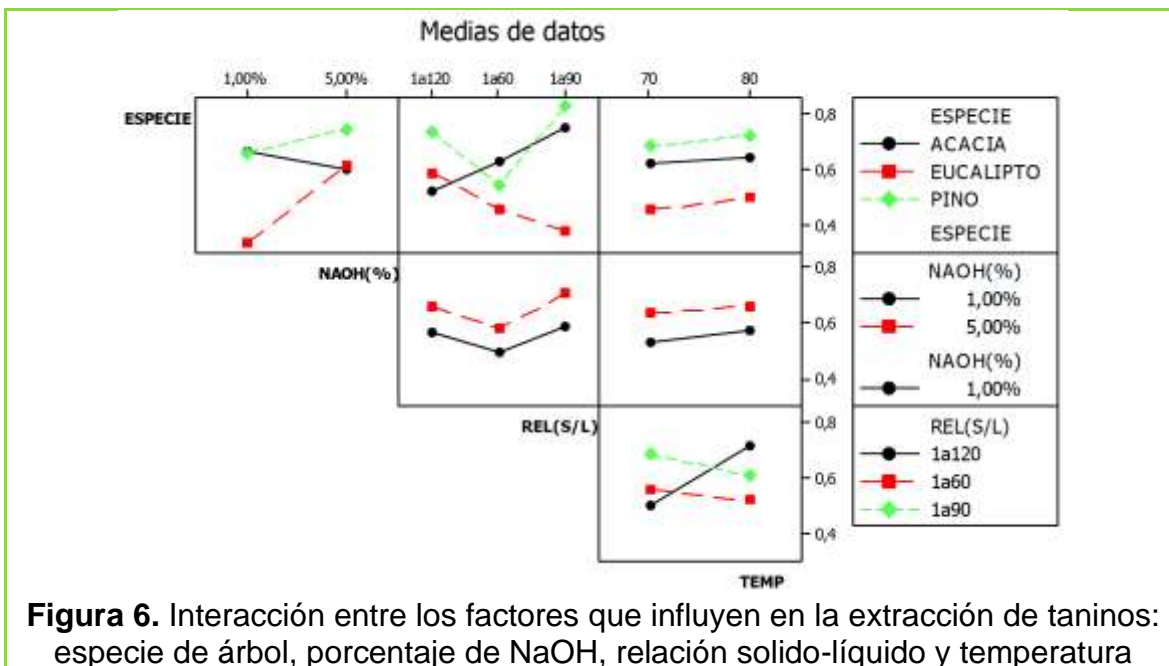 Medias de datos
1,00% 5,00% 1a120 1a60 1a90 70 80
ESPECIE
0,8
0,6
0,4
ESPECIE
ACACIA
EUCALIPTO
PINO
ESPECIE
NAOH(%)
0,8
0,6
0,4
NAOH(%)
1,00%
5,00%
NAOH(%)
1,00%
REL(S/L)
0,8
0,6
0,4
REL(S/L)
1a120
1a60
1a90
TEMP
Figura 6. Interacción entre los factores que influyen en la extracción de taninos:
especie de árbol, porcentaje de NaOH, relación solido-líquido y temperatura